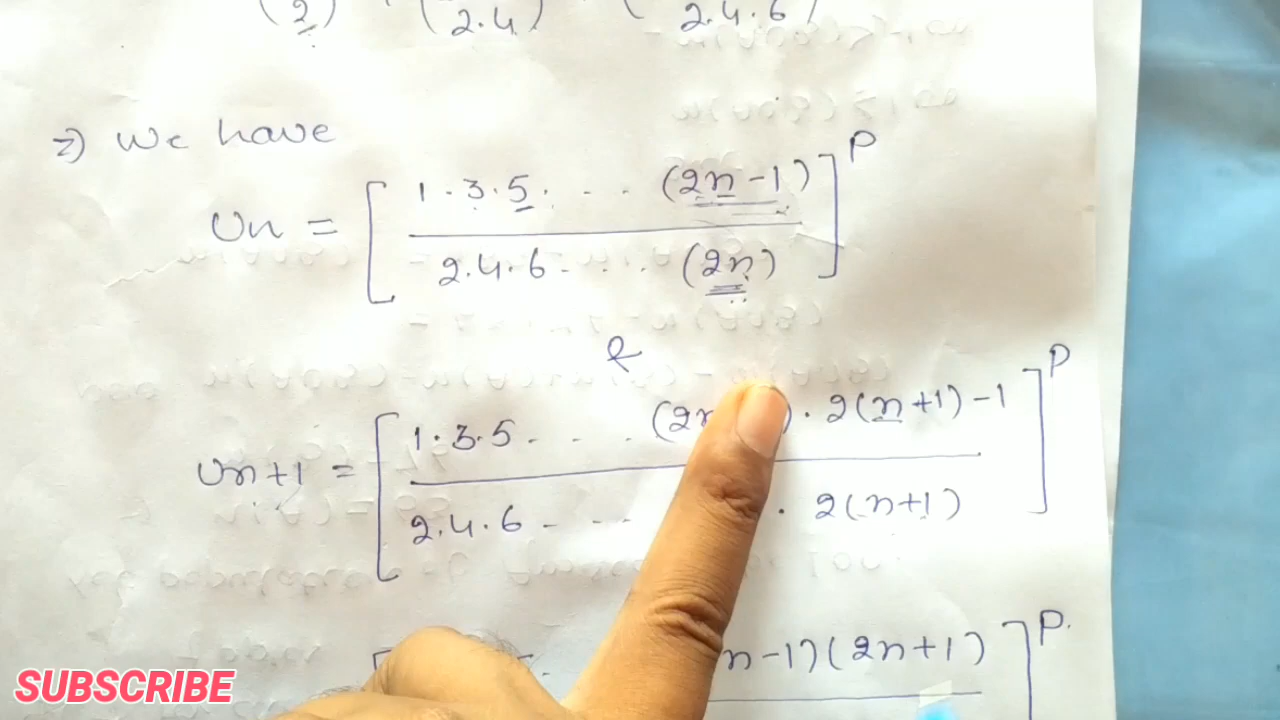 (2) (2.4) (2.4.6)
⇒) We have
Un = [ 1.3.5. - - (2n-1) / 2.4.6- . . . (2n) ]^P
&
Un+1 = [ 1.3.5- - - . (2n ) . 2(n+1)-1 / 2.4.6- - - . 2(n+1) ]^P
n-1)(2n+1) ]^P.
SUBSCRIBE